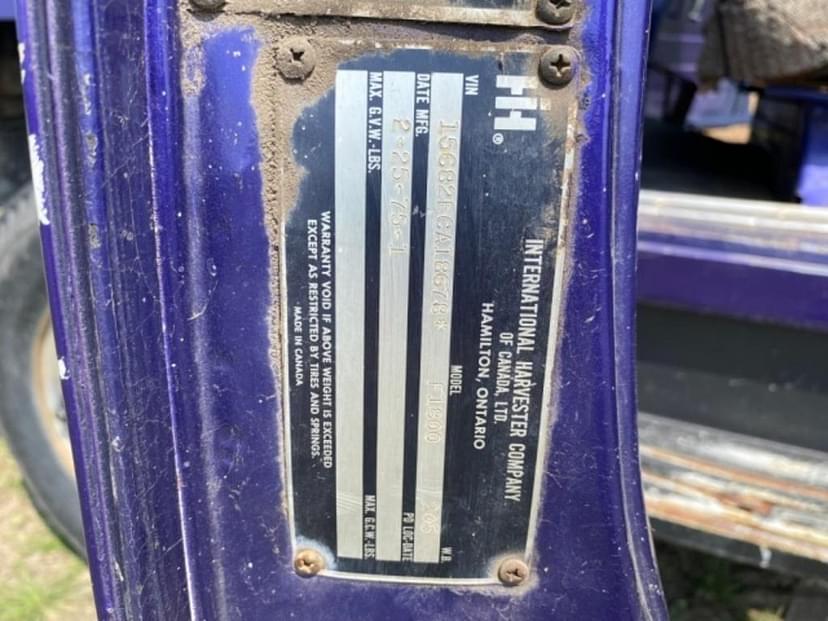 IH®
INTERNATIONAL HARVESTER COMPANY
OF CANADA, LTD.
HAMILTON, ONTARIO
VIN MODEL W.B.
F1800
DATE MFG. PD LOC-DATE
2-25-75-1
MAX. G.V.W.-LBS. MAX. G.C.W.-LBS.
WARRANTY VOID IF ABOVE WEIGHT IS EXCEEDED
EXCEPT AS RESTRICTED BY TIRES AND SPRINGS.
MADE IN CANADA